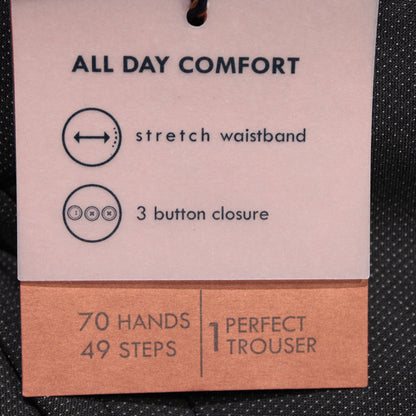 ALL DAY COMFORT
stretch waistband
3 button closure
70 HANDS
49 STEPS
1 PERFECT
TROUSER